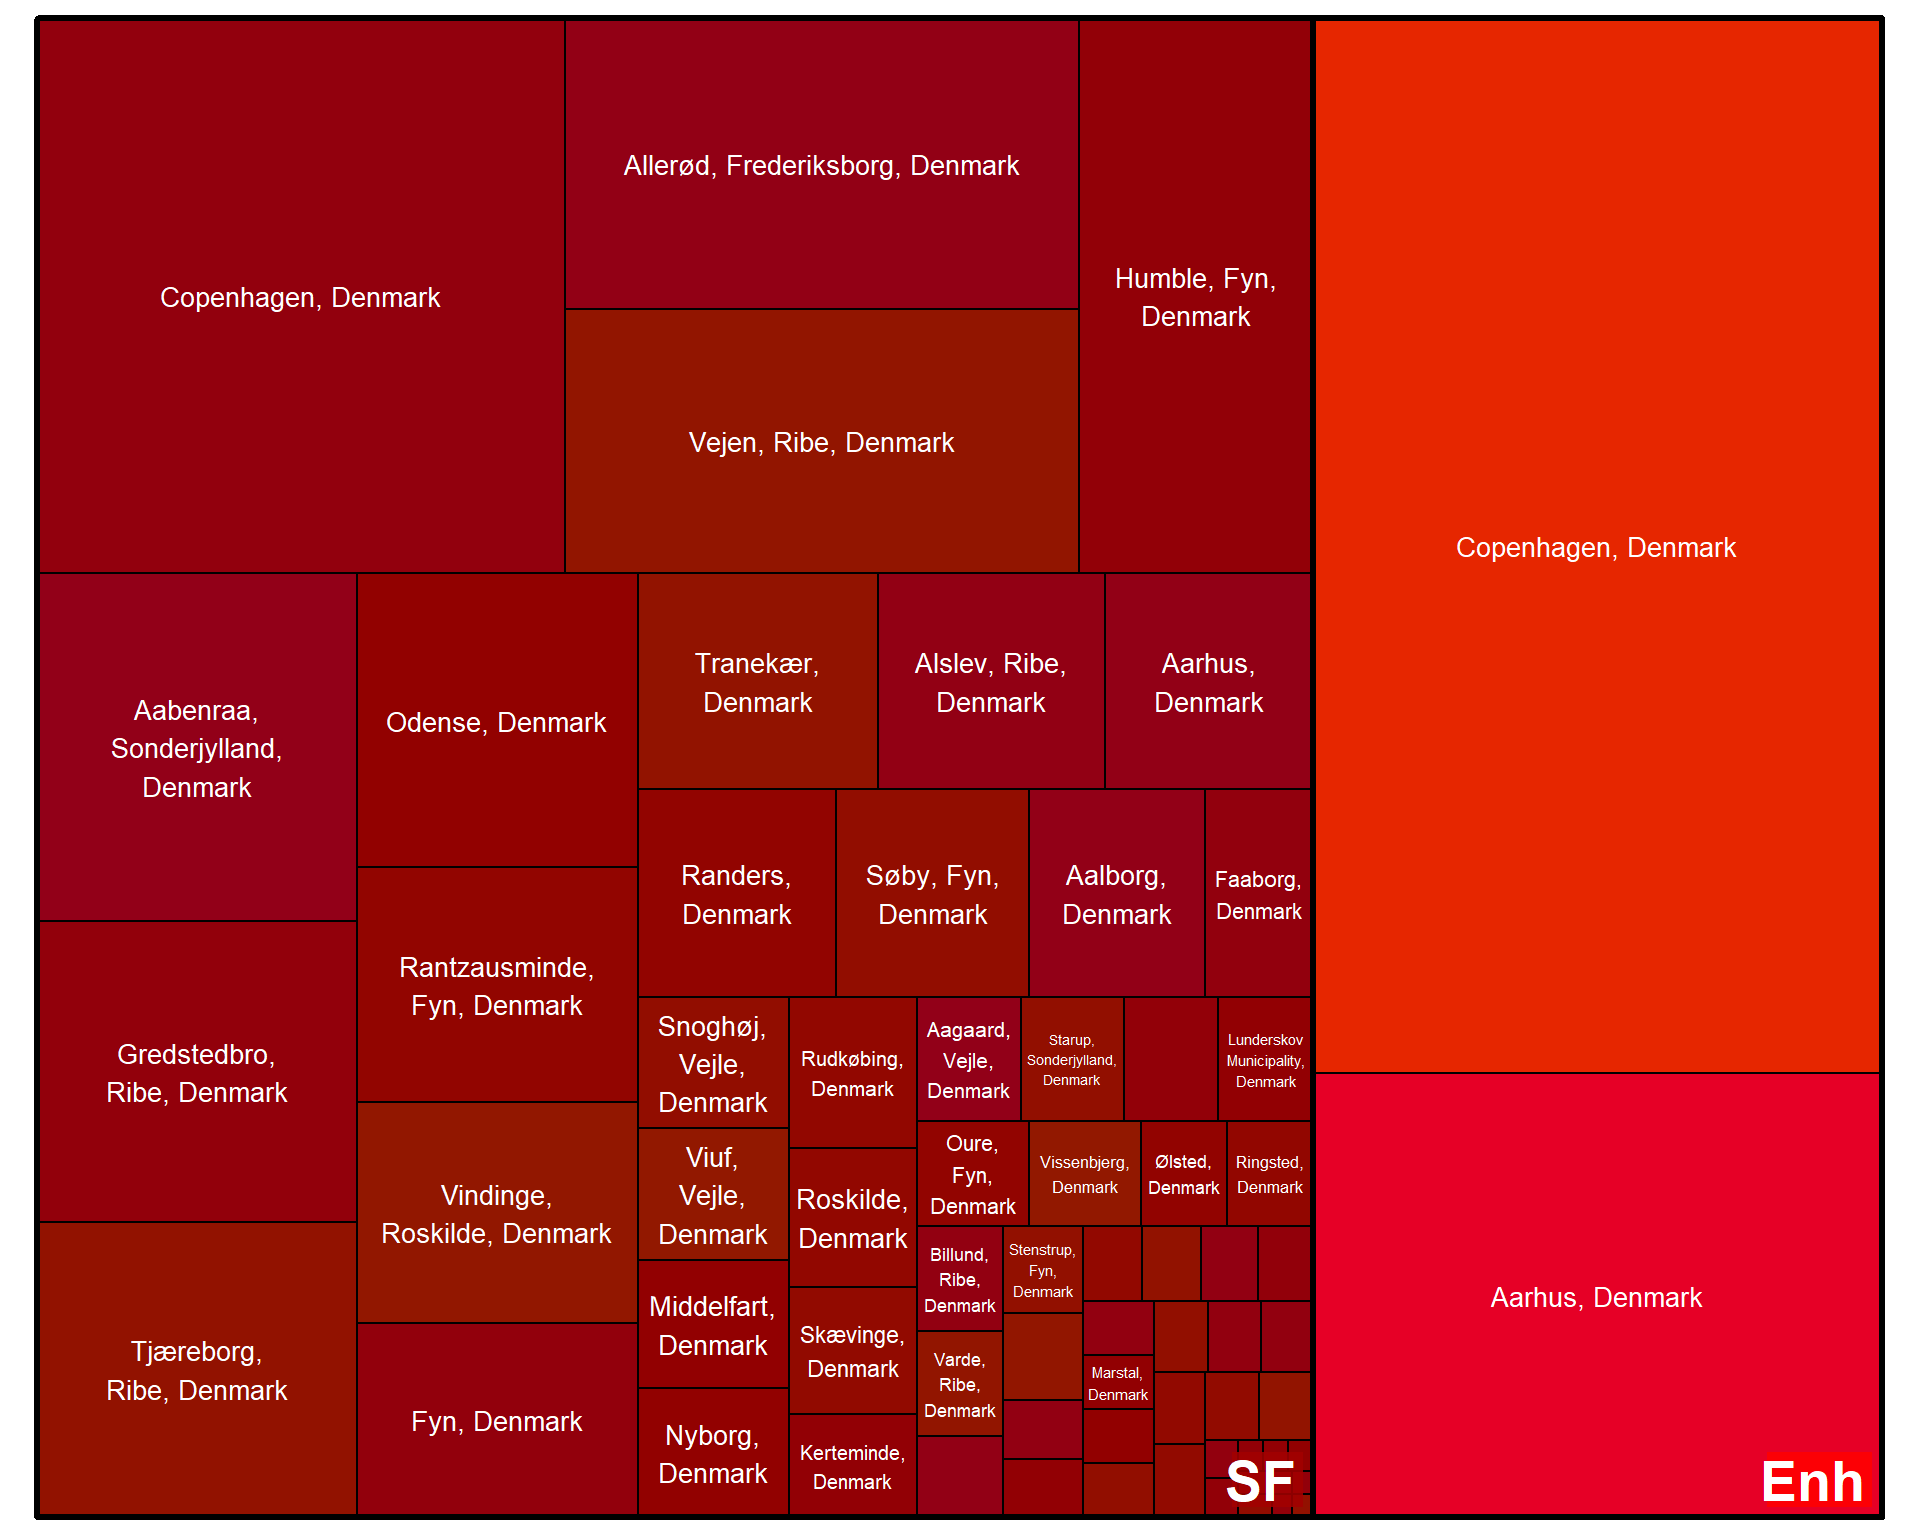 Copenhagen, Denmark
Allerød, Frederiksborg, Denmark
Vejen, Ribe, Denmark
Humble, Fyn,
Denmark
Aabenraa,
Sonderjylland,
Denmark
Gredstedbro,
Ribe, Denmark
Tjæreborg,
Ribe, Denmark
Odense, Denmark
Rantzausminde,
Fyn, Denmark
Vindinge,
Roskilde, Denmark
Fyn, Denmark
Tranekær,
Denmark
Alslev, Ribe,
Denmark
Aarhus,
Denmark
Randers,
Denmark
Søby, Fyn,
Denmark
Aalborg,
Denmark
Faaborg,
Denmark
Snoghøj,
Vejle,
Denmark
Viuf,
Vejle,
Denmark
Middelfart,
Denmark
Nyborg,
Denmark
Rudkøbing,
Denmark
Roskilde,
Denmark
Skævinge,
Denmark
Kerteminde,
Denmark
Aagaard,
Vejle,
Denmark
Starup,
Sonderjylland,
Denmark
Lunderskov
Municipality,
Denmark
Oure,
Fyn,
Denmark
Vissenbjerg,
Denmark
Ølsted,
Denmark
Ringsted,
Denmark
Billund,
Ribe,
Denmark
Stenstrup,
Fyn,
Denmark
Varde,
Ribe,
Denmark
Marstal,
Denmark
SF
Copenhagen, Denmark
Aarhus, Denmark
Enh